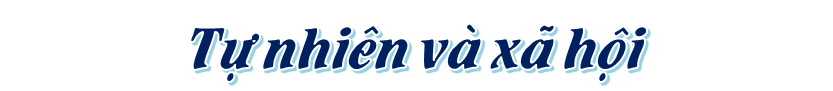 Tự nhiên và xã hội